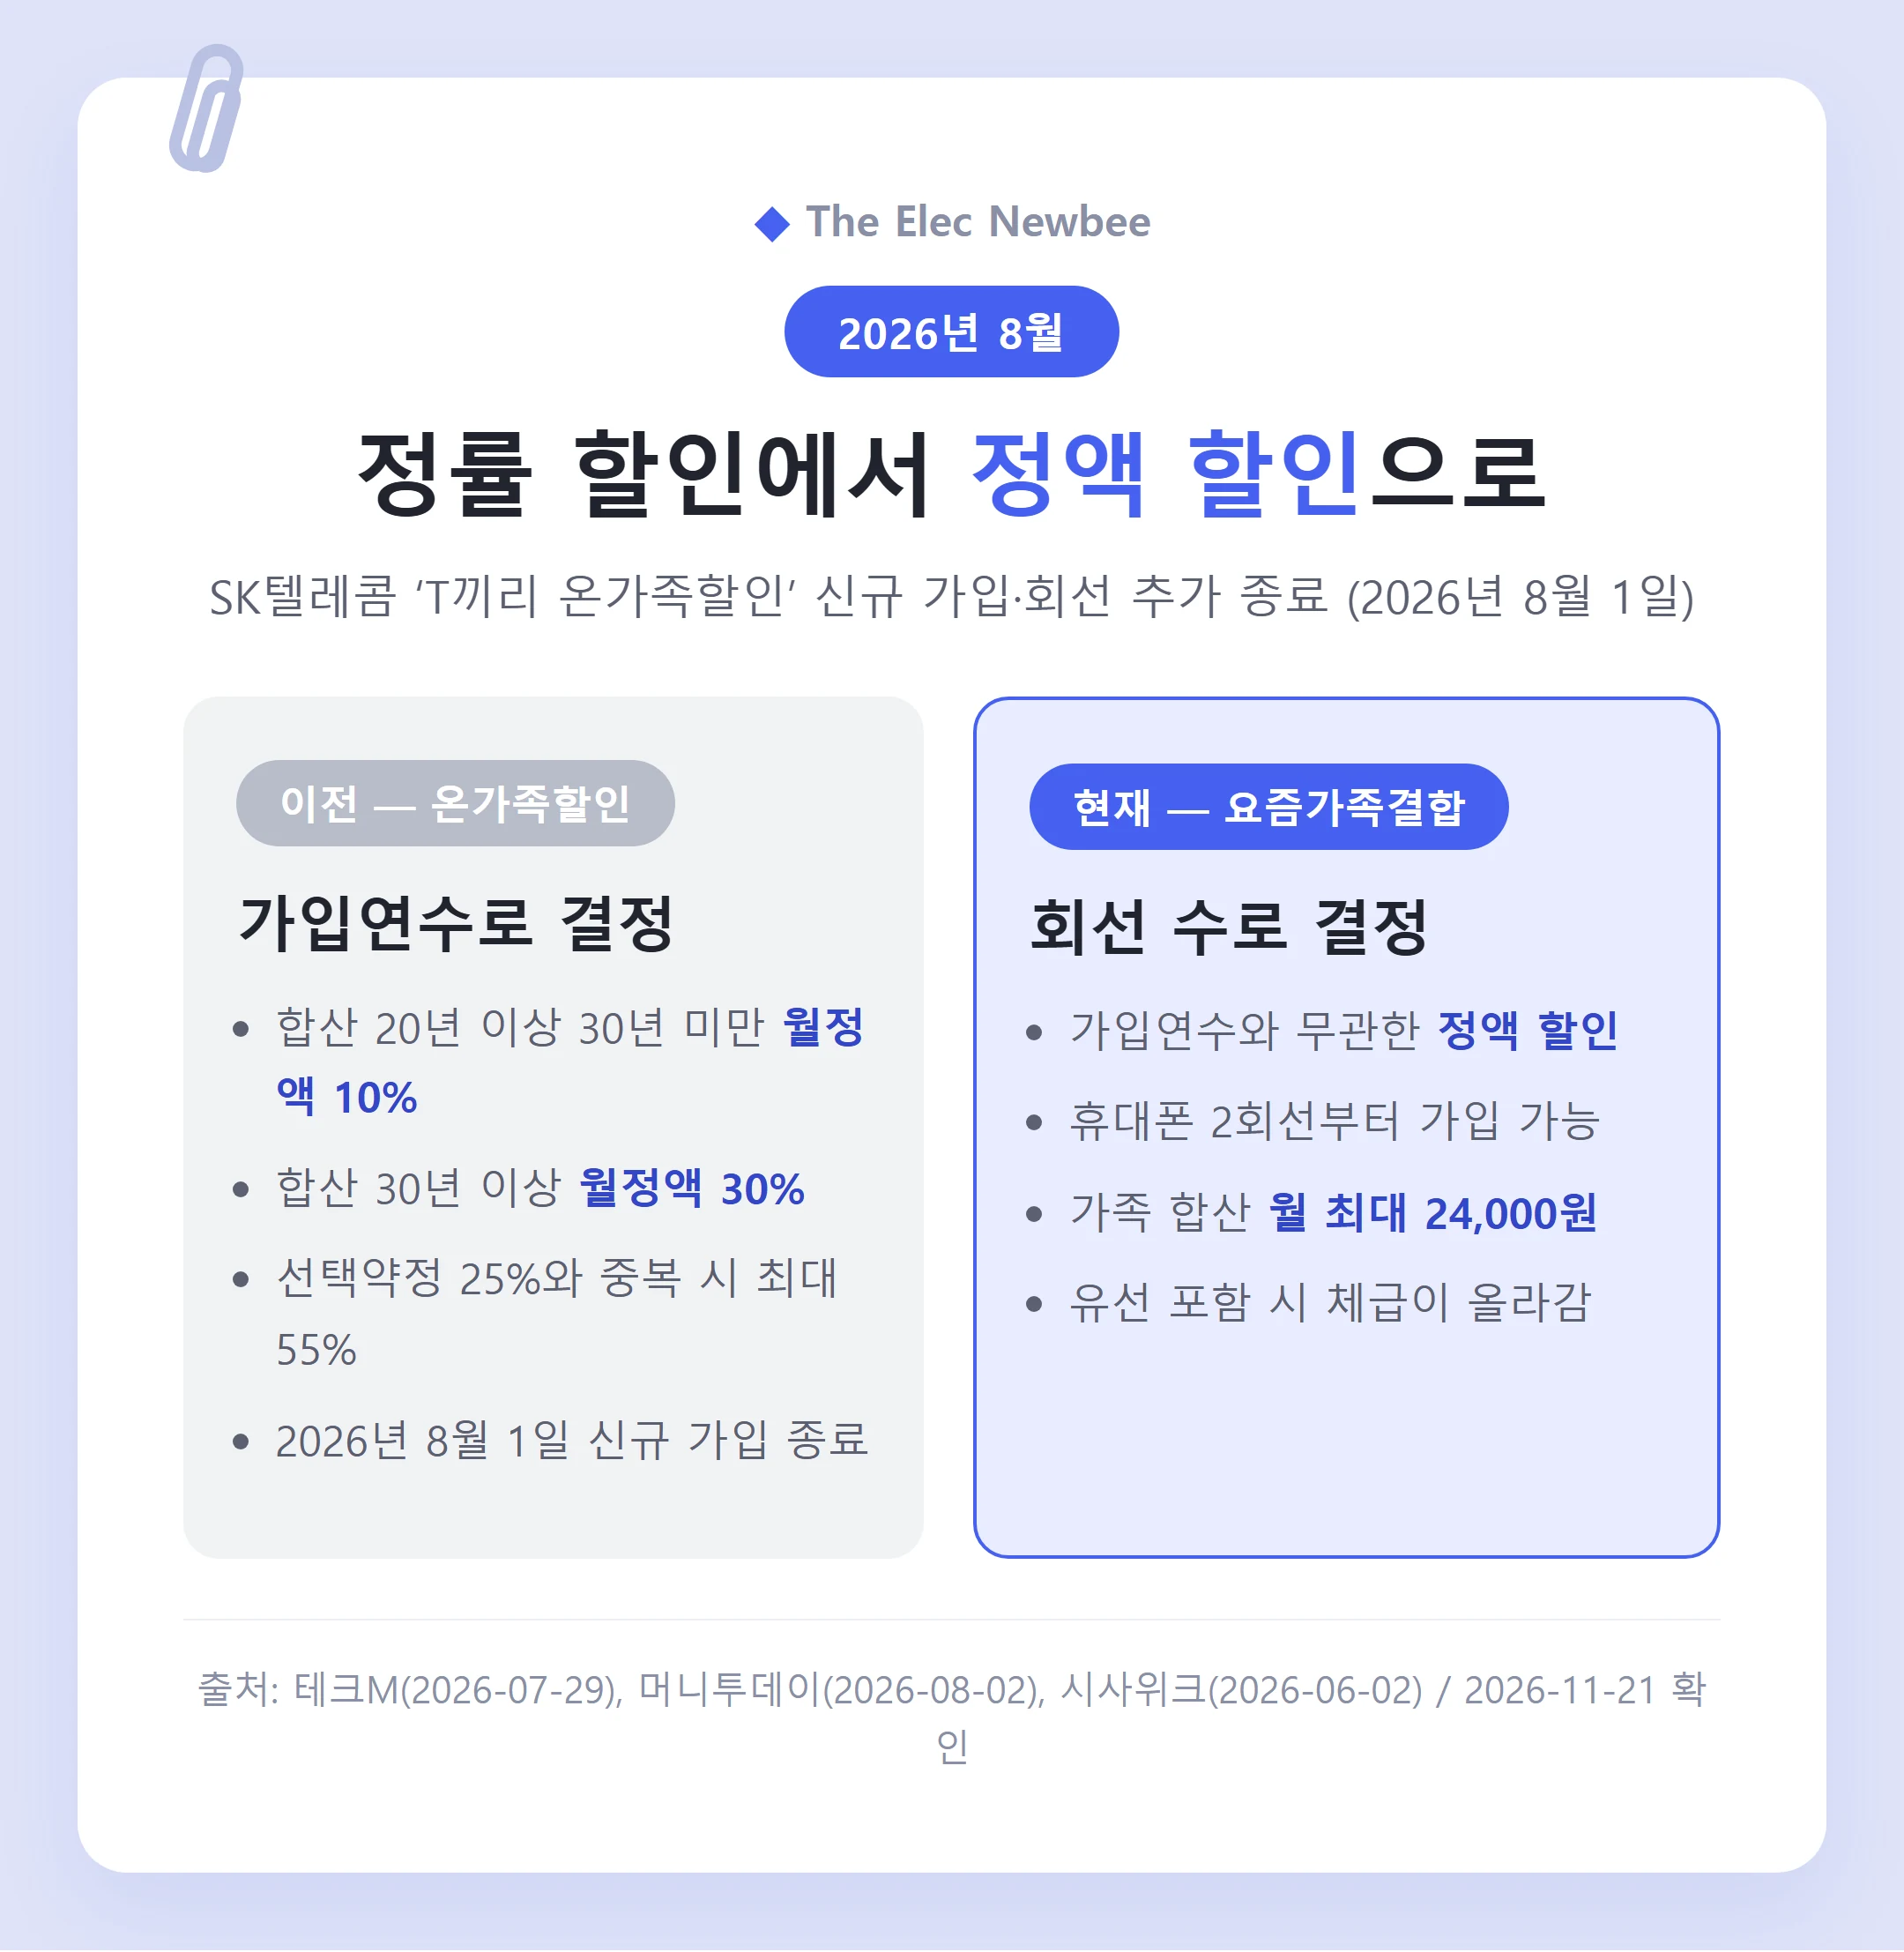 The Elec Newbee
2026년 8월
정률 할인에서 정액 할인으로
SK텔레콤 ‘T끼리 온가족할인’ 신규 가입·회선 추가 종료 (2026년 8월 1일)
이전 — 온가족할인
가입연수로 결정
• 합산 20년 이상 30년 미만 월정
액 10%
• 합산 30년 이상 월정액 30%
• 선택약정 25%와 중복 시 최대
55%
• 2026년 8월 1일 신규 가입 종료
현재 — 요즘가족결합
회선 수로 결정
• 가입연수와 무관한 정액 할인
• 휴대폰 2회선부터 가입 가능
• 가족 합산 월 최대 24,000원
• 유선 포함 시 체급이 올라감
출처: 테크M(2026-07-29), 머니투데이(2026-08-02), 시사위크(2026-06-02) / 2026-11-21 확
인